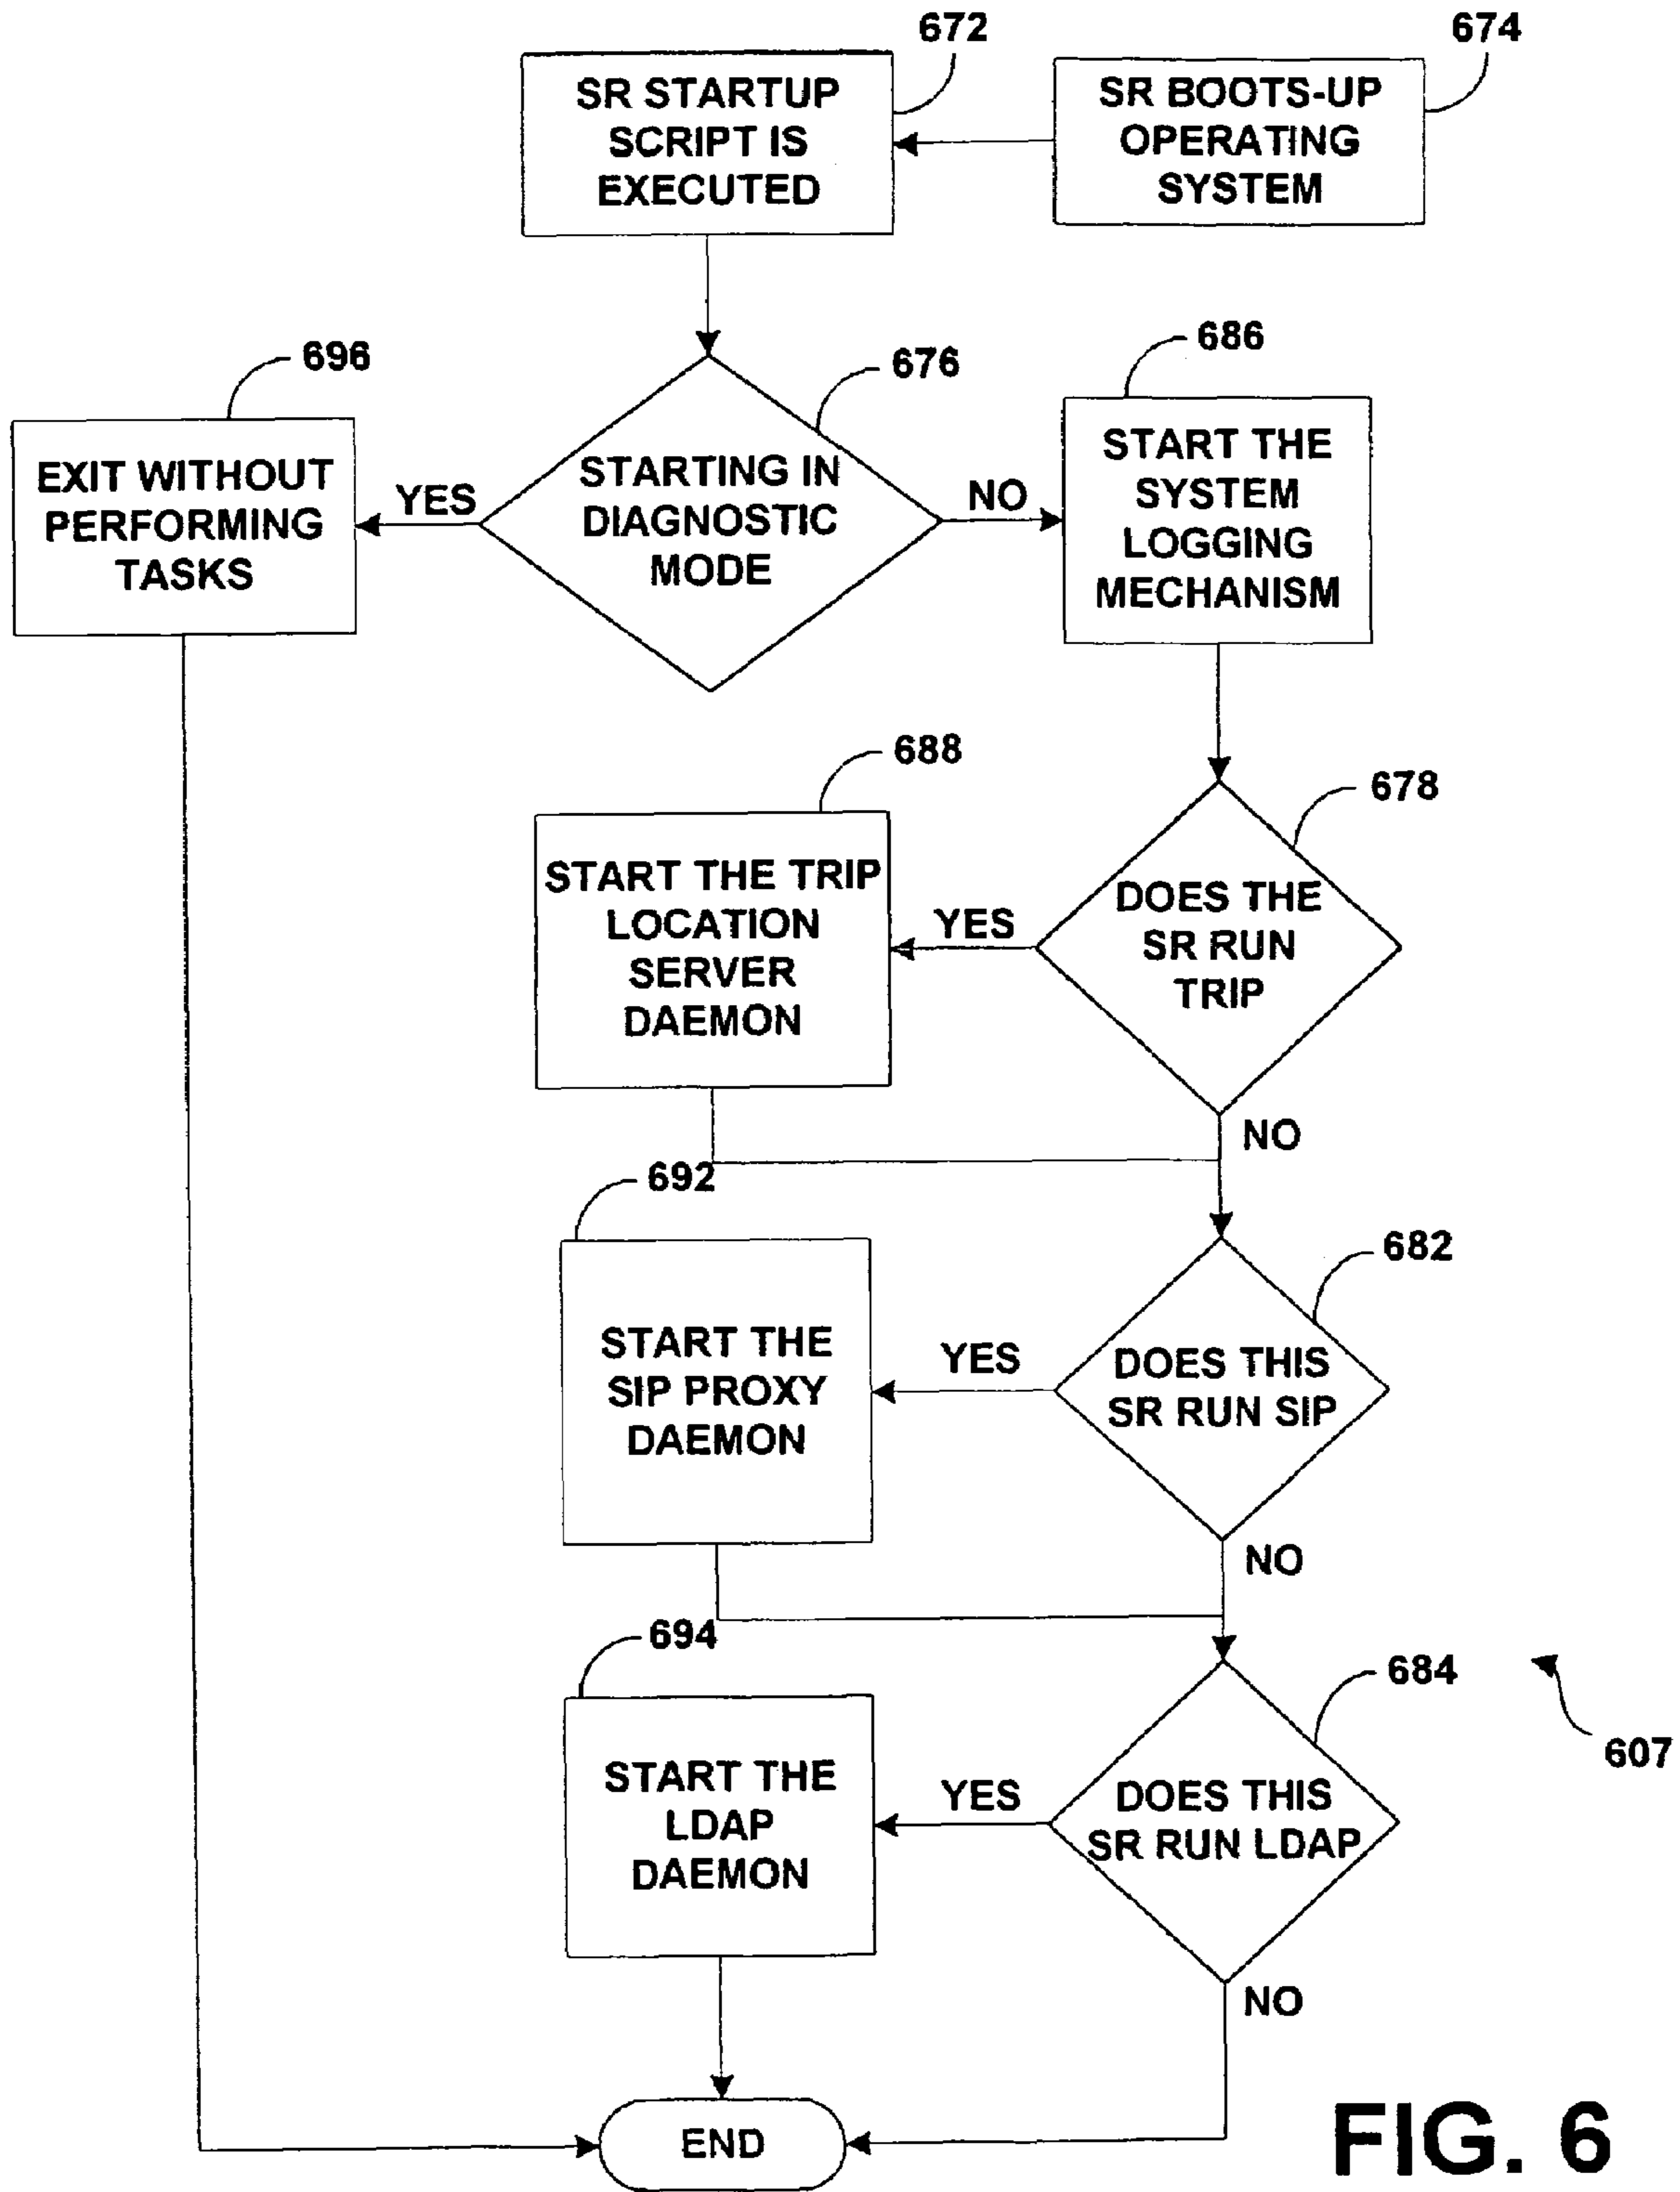 672
674
SR STARTUP
SCRIPT IS
EXECUTED
SR BOOTS-UP
OPERATING
SYSTEM
696
676
686
EXIT WITHOUT
PERFORMING
TASKS
YES
STARTING IN
DIAGNOSTIC
MODE
NO
START THE
SYSTEM
LOGGING
MECHANISM
688
678
START THE TRIP
LOCATION
SERVER
DAEMON
YES
DOES THE
SR RUN
TRIP
NO
692
682
START THE
SIP PROXY
DAEMON
YES
DOES THIS
SR RUN SIP
NO
694
684
607
START THE
LDAP
DAEMON
YES
DOES THIS
SR RUN LDAP
NO
END
FIG. 6